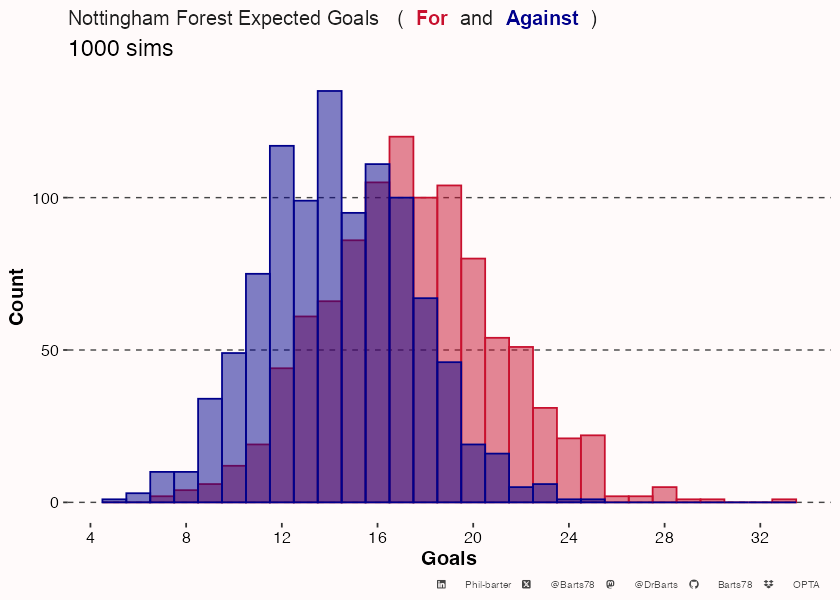 Nottingham Forest Expected Goals ( For and Against )
1000 sims
Count
100
50
0
4 8 12 16 20 24 28 32
Goals
Phil-barter @Barts78 @DrBarts Barts78 OPTA